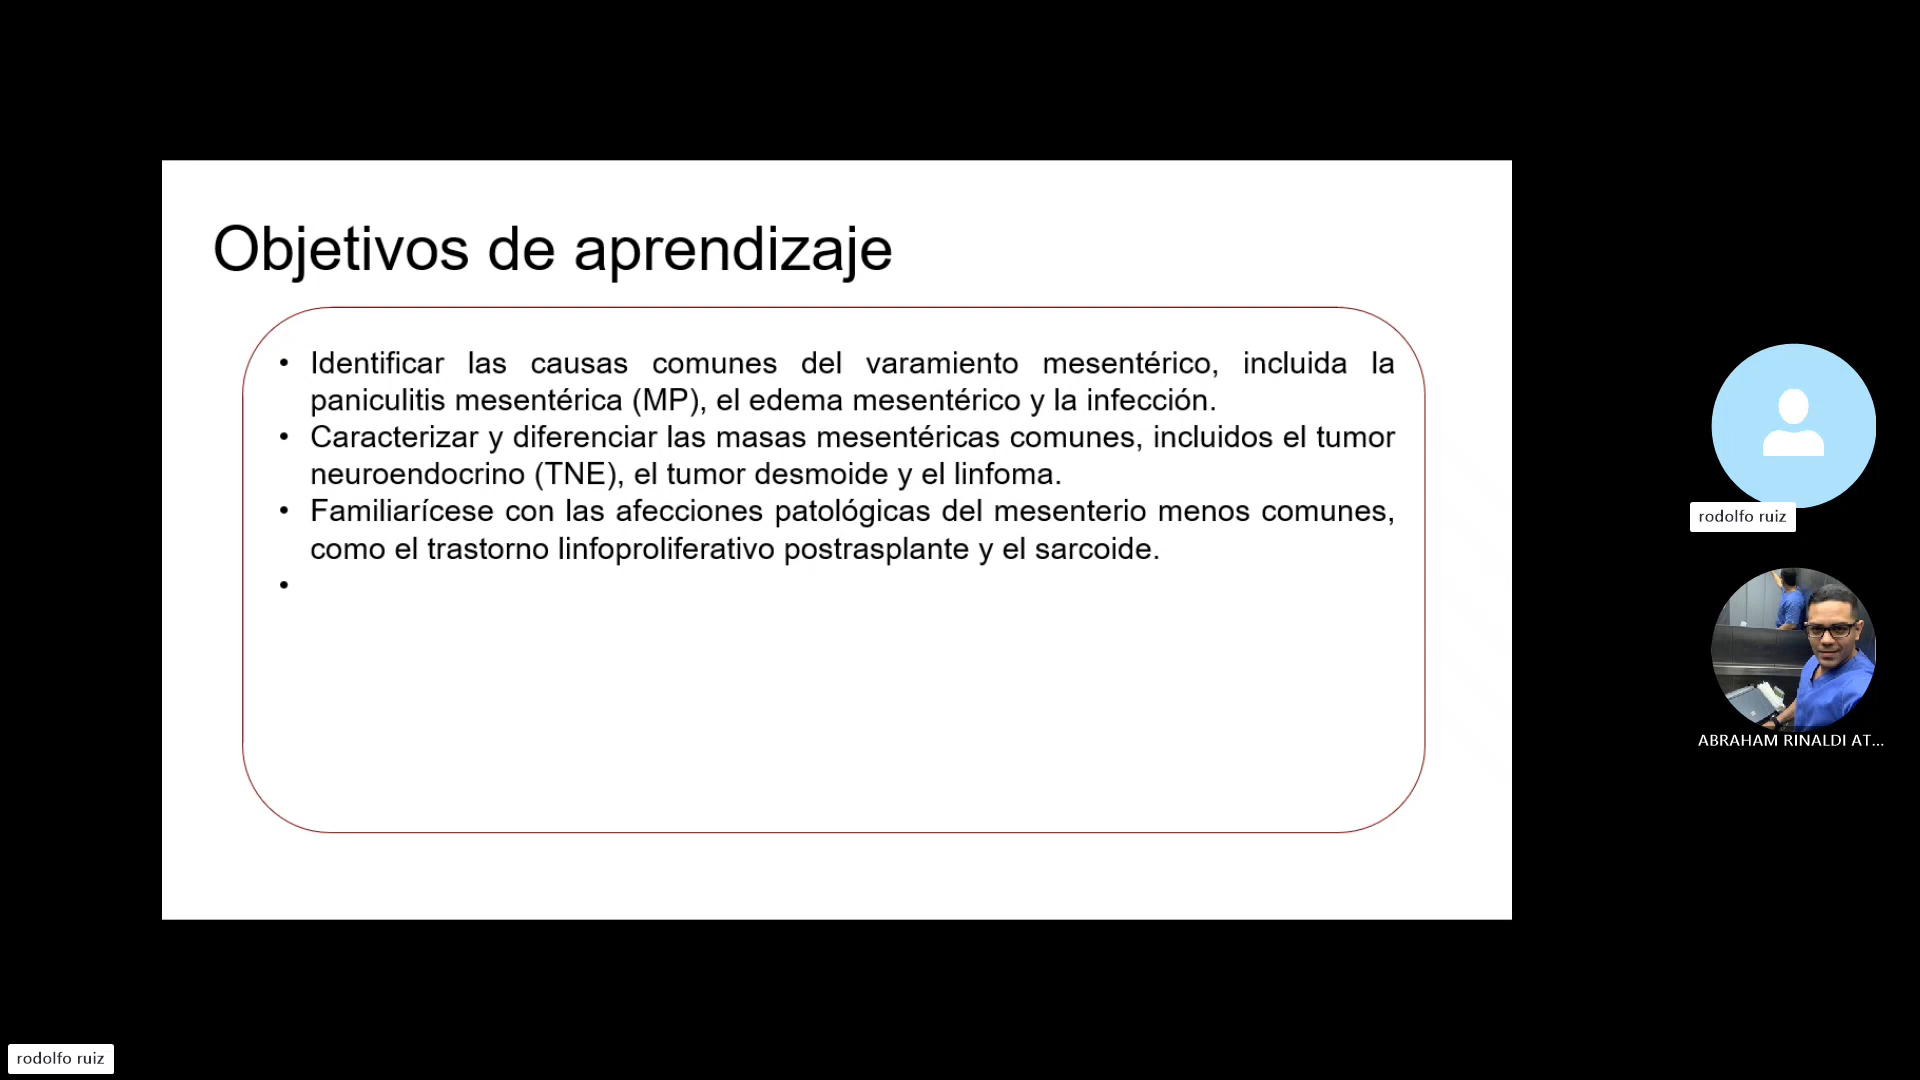 Objetivos de aprendizaje
• Identificar las causas comunes del varamiento mesentérico, incluida la
paniculitis mesentérica (MP), el edema mesentérico y la infección.
• Caracterizar y diferenciar las masas mesentéricas comunes, incluidos el tumor
neuroendocrino (TNE), el tumor desmoide y el linfoma.
• Familiarícese con las afecciones patológicas del mesenterio menos comunes,
como el trastorno linfoproliferativo postrasplante y el sarcoide.
•
rodolfo ruiz
ABRAHAM RINALDI AT...
rodolfo ruiz